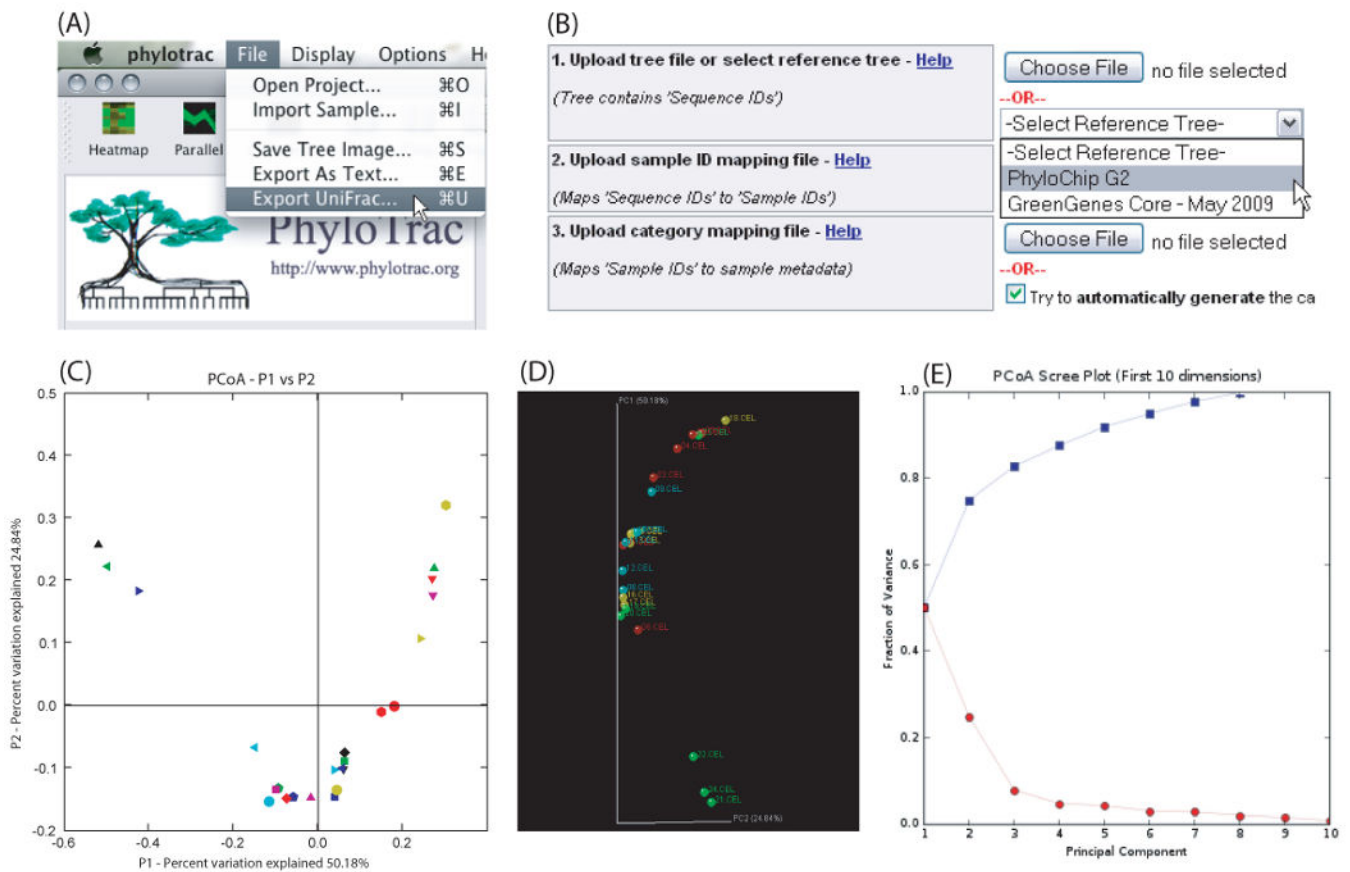 (A)
phylotrac File Display Options
Open Project... ⌘O
Import Sample... ⌘I
Save Tree Image... ⌘S
Export As Text... ⌘E
Export UniFrac... ⌘U
Heatmap Parallel
PhyloTrac
http://www.phylotrac.org
(B)
1. Upload tree file or select reference tree - Help
(Tree contains 'Sequence IDs')
2. Upload sample ID mapping file - Help
(Maps 'Sequence IDs' to 'Sample IDs')
3. Upload category mapping file - Help
(Maps 'Sample IDs' to sample metadata)
Choose File no file selected
--OR--
-Select Reference Tree-
-Select Reference Tree-
PhyloChip G2
GreenGenes Core - May 2009
Choose File no file selected
--OR--
Try to automatically generate the ca
(C)
PCoA - P1 vs P2
0.5
0.4
0.3
0.2
0.1
0.0
-0.1
-0.2
-0.6 -0.4 -0.2 0.0 0.2
P2 - Percent variation explained 24.84%
P1 - Percent variation explained 50.18%
(D)
PC1 (50.18%)
12.CEL
22.CEL
21.CEL
PC2 (24.84%)
(E)
PCoA Scree Plot (First 10 dimensions)
1.0
0.8
0.6
0.4
0.2
0.0
1 2 3 4 5 6 7 8 9 10
Fraction of Variance
Principal Component